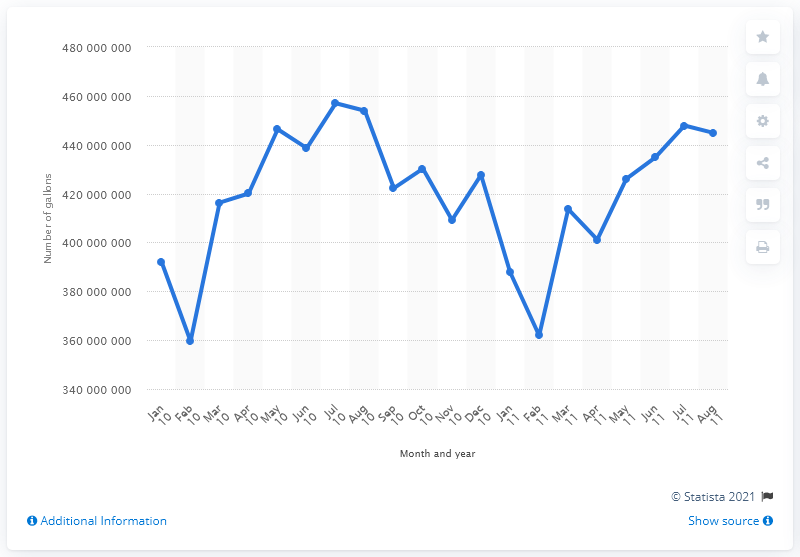 480 000 000
460 000 000
440 000 000
420 000 000
400 000 000
380 000 000
360 000 000
340 000 000
Number of gallons
Jan 10
Feb 10
Mar 10
Apr 10
May 10
Jun 10
Jul 10
Aug 10
Sep 10
Oct 10
Nov 10
Dec 10
Jan 11
Feb 11
Mar 11
Apr 11
May 11
Jun 11
Jul 11
Aug 11
Month and year
© Statista 2021
Additional Information
Show source